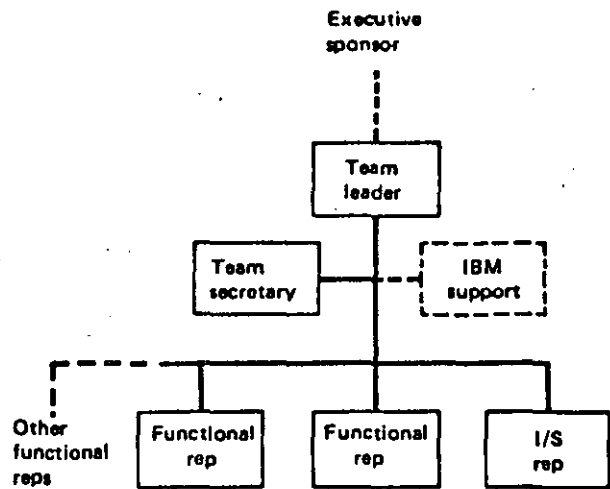 Executive
sponsor
Team
leader
Team
secretary
IBM
support
Other
functional
reps
Functional
rep
Functional
rep
I/S
rep